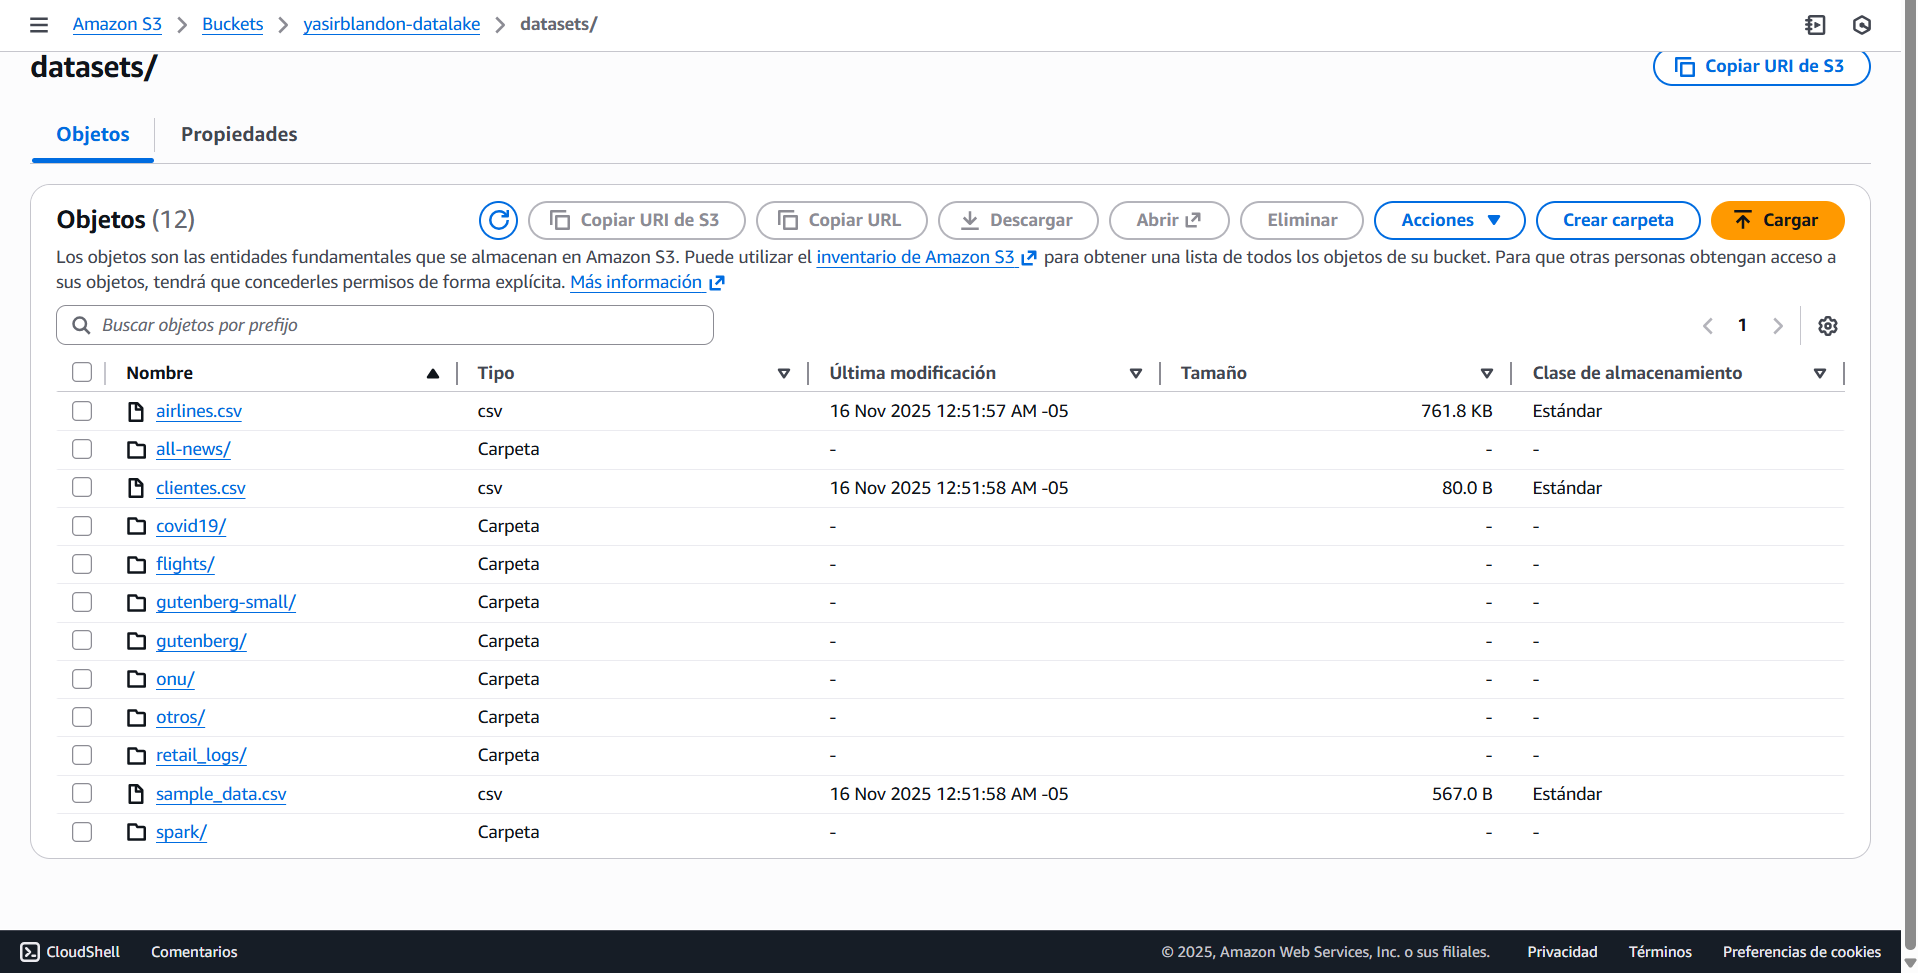 Amazon S3 > Buckets > yasirblandon-datalake > datasets/
datasets/
Copiar URI de S3
Objetos Propiedades
Objetos (12) Copiar URI de S3 Copiar URL Descargar Abrir Eliminar Acciones Crear carpeta Cargar
Los objetos son las entidades fundamentales que se almacenan en Amazon S3. Puede utilizar el inventario de Amazon S3 para obtener una lista de todos los objetos de su bucket. Para que otras personas obtengan acceso a
sus objetos, tendrá que concederles permisos de forma explícita. Más información
Buscar objetos por prefijo
1
Nombre Tipo Última modificación Tamaño Clase de almacenamiento
airlines.csv csv 16 Nov 2025 12:51:57 AM -05 761.8 KB Estándar
all-news/ Carpeta - - -
clientes.csv csv 16 Nov 2025 12:51:58 AM -05 80.0 B Estándar
covid19/ Carpeta - - -
flights/ Carpeta - - -
gutenberg-small/ Carpeta - - -
gutenberg/ Carpeta - - -
onu/ Carpeta - - -
otros/ Carpeta - - -
retail_logs/ Carpeta - - -
sample_data.csv csv 16 Nov 2025 12:51:58 AM -05 567.0 B Estándar
spark/ Carpeta - - -
CloudShell Comentarios © 2025, Amazon Web Services, Inc. o sus filiales. Privacidad Términos Preferencias de cookies